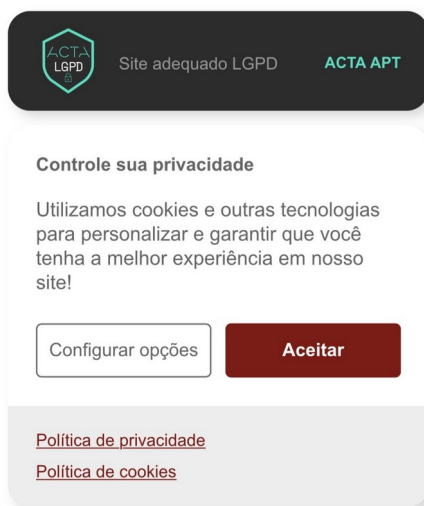 ACTA
LGPD
Site adequado LGPD
ACTA APT
Controle sua privacidade
Utilizamos cookies e outras tecnologias
para personalizar e garantir que você
tenha a melhor experiência em nosso
site!
Configurar opções
Aceitar
Política de privacidade
Política de cookies